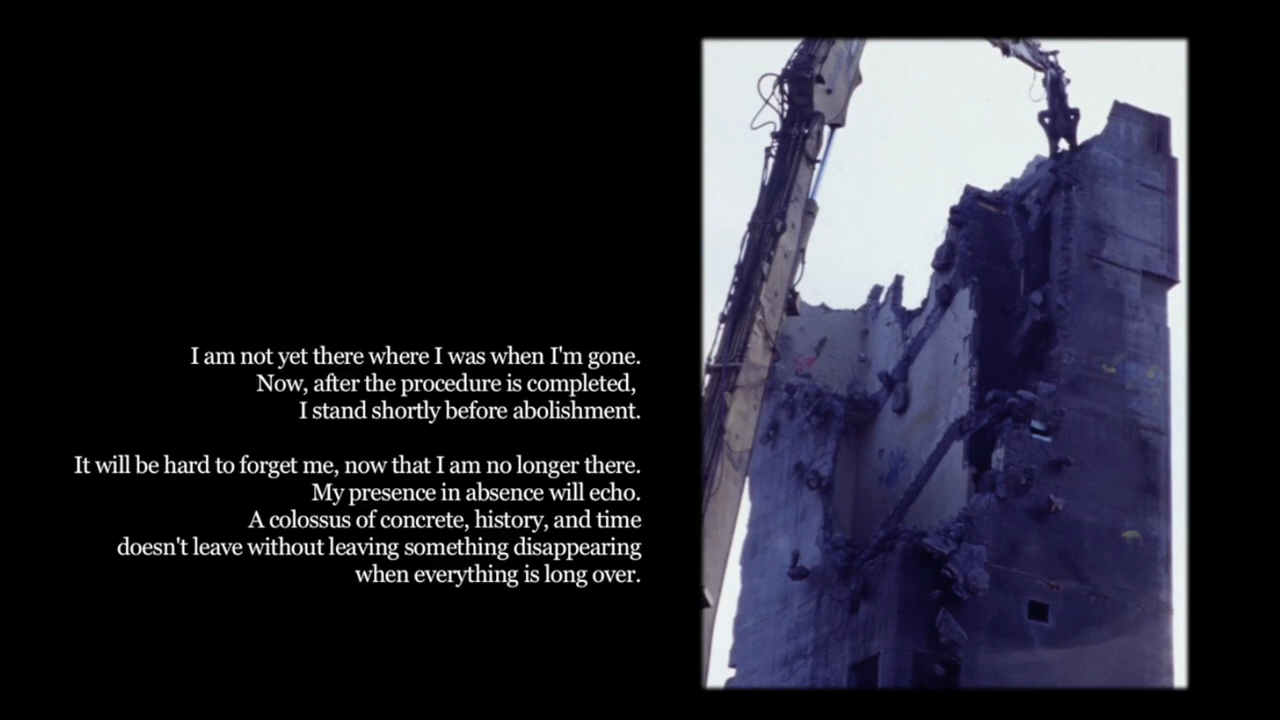 I am not yet there where I was when I'm gone.
Now, after the procedure is completed,
I stand shortly before abolishment.
It will be hard to forget me, now that I am no longer there.
My presence in absence will echo.
A colossus of concrete, history, and time
doesn't leave without leaving something disappearing
when everything is long over.